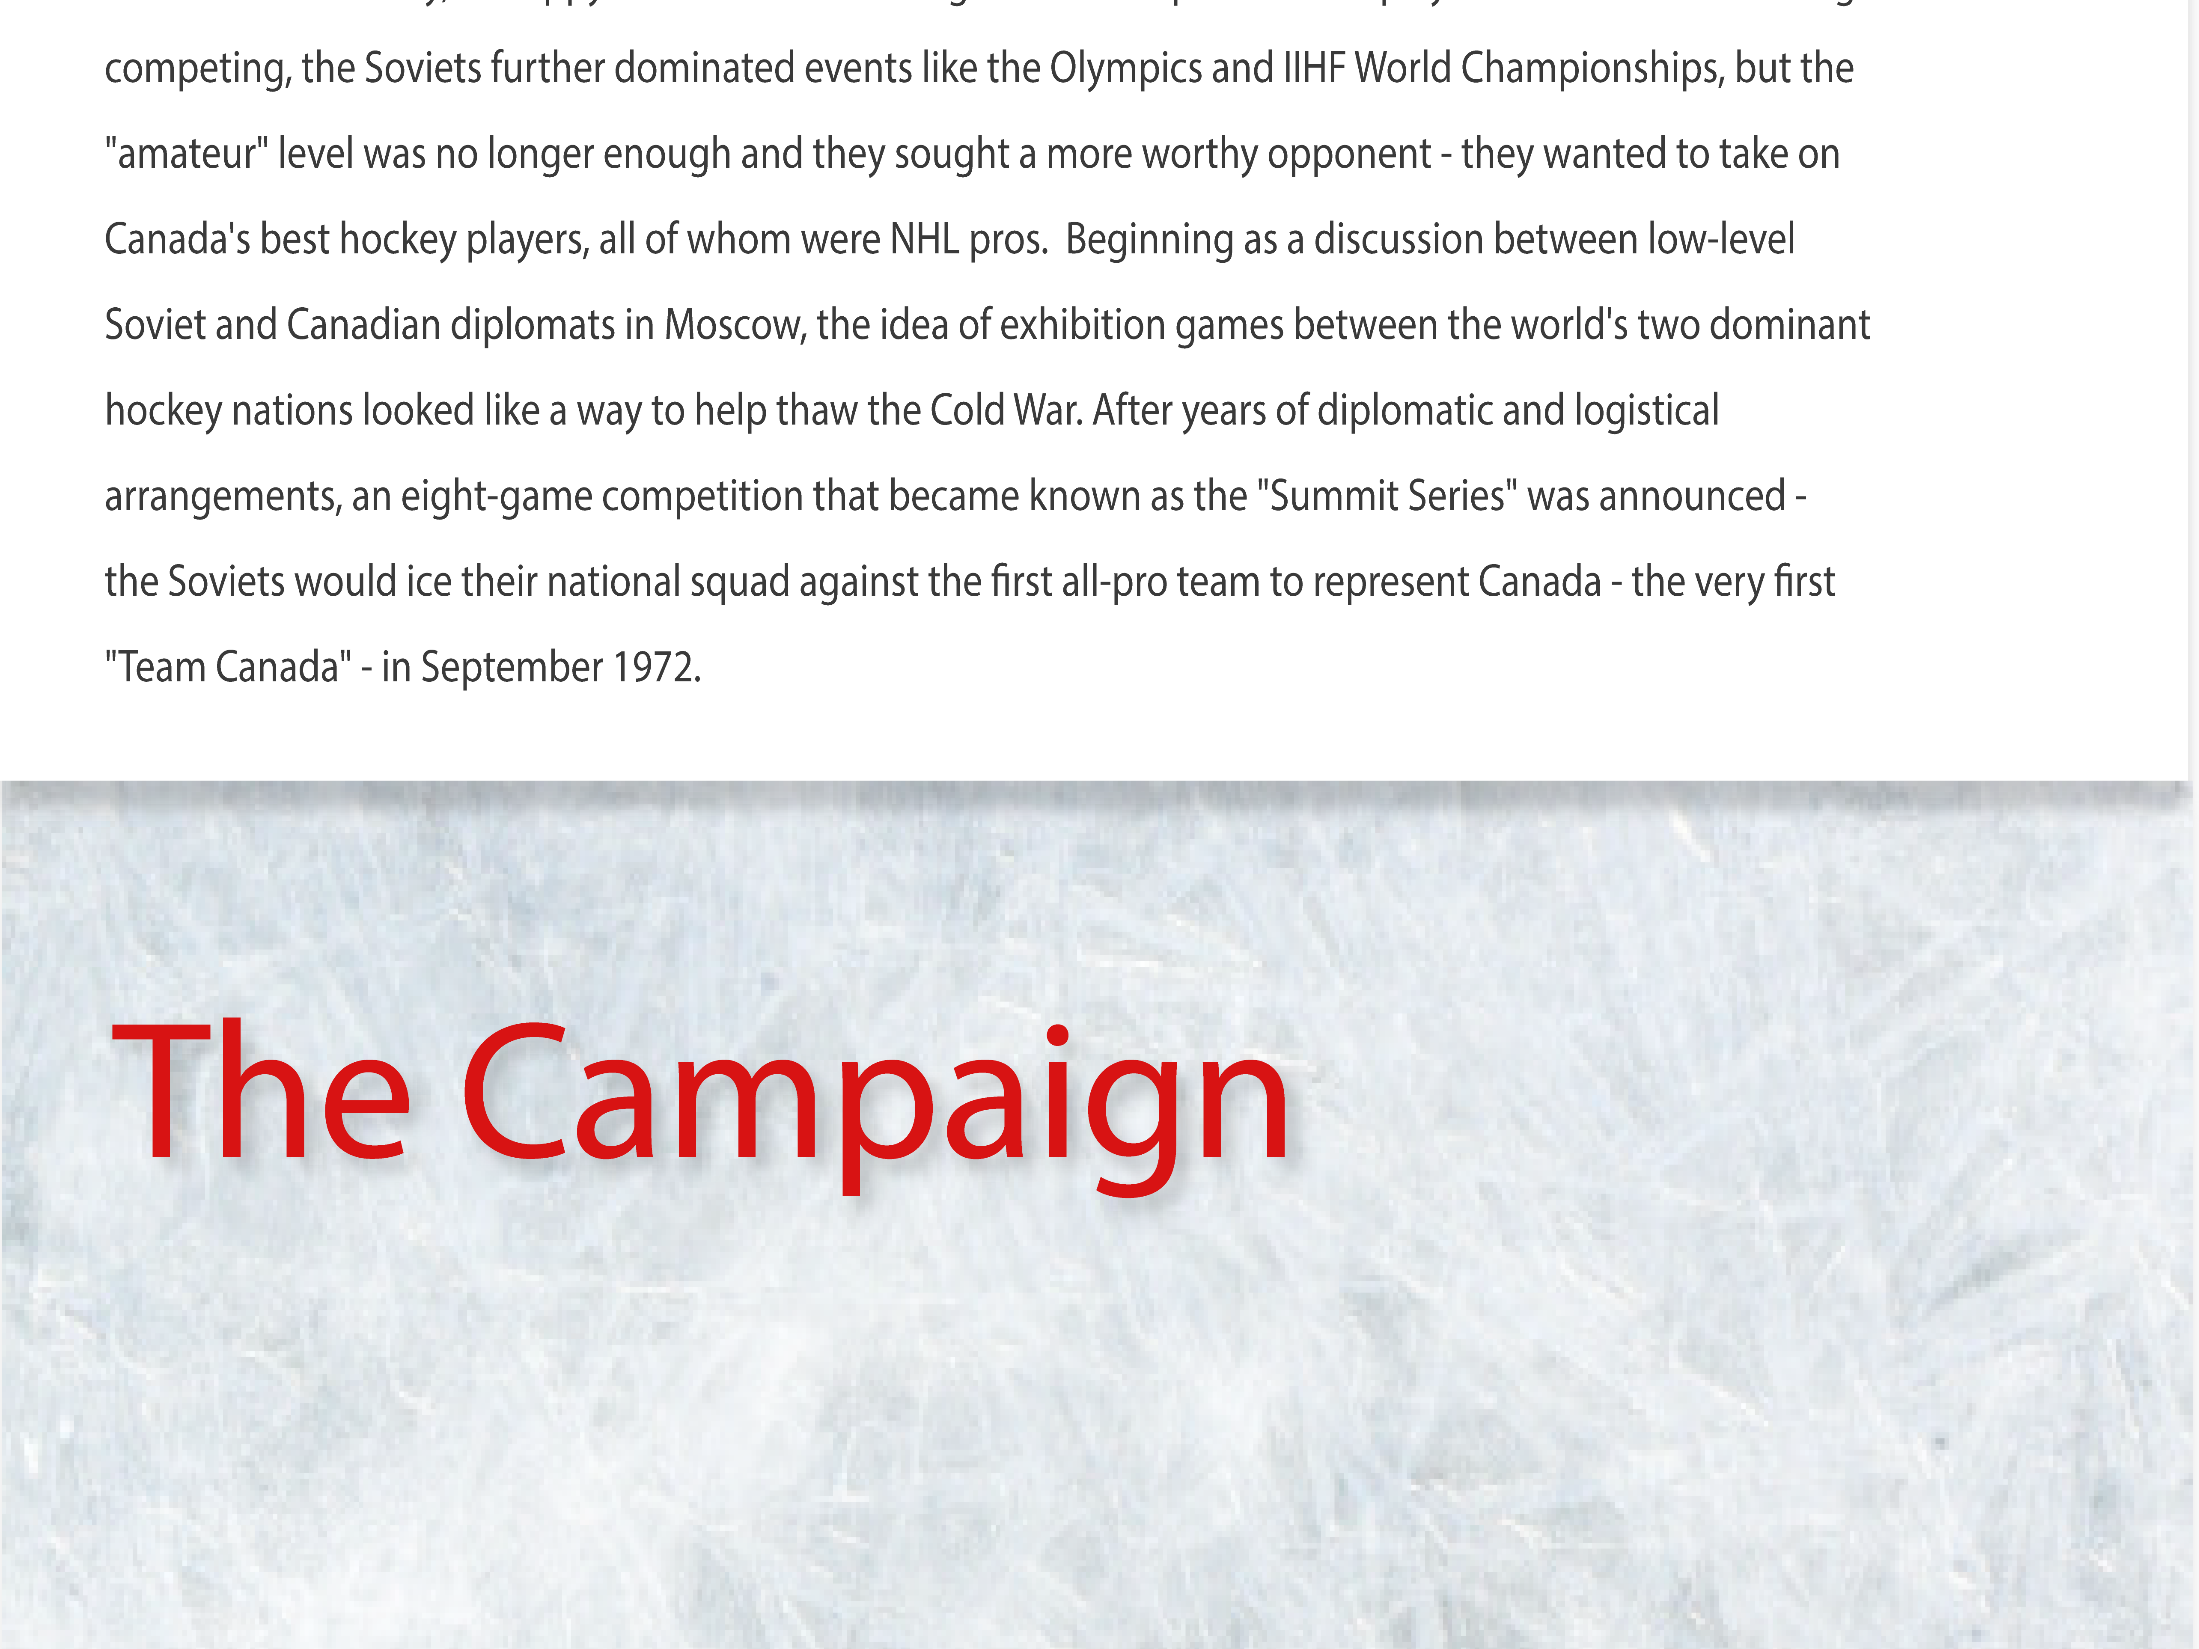 competing, the Soviets further dominated events like the Olympics and IIHF World Championships, but the
"amateur" level was no longer enough and they sought a more worthy opponent - they wanted to take on
Canada's best hockey players, all of whom were NHL pros.  Beginning as a discussion between low-level
Soviet and Canadian diplomats in Moscow, the idea of exhibition games between the world's two dominant
hockey nations looked like a way to help thaw the Cold War. After years of diplomatic and logistical
arrangements, an eight-game competition that became known as the "Summit Series" was announced -
the Soviets would ice their national squad against the first all-pro team to represent Canada - the very first
"Team Canada" - in September 1972.
The Campaign